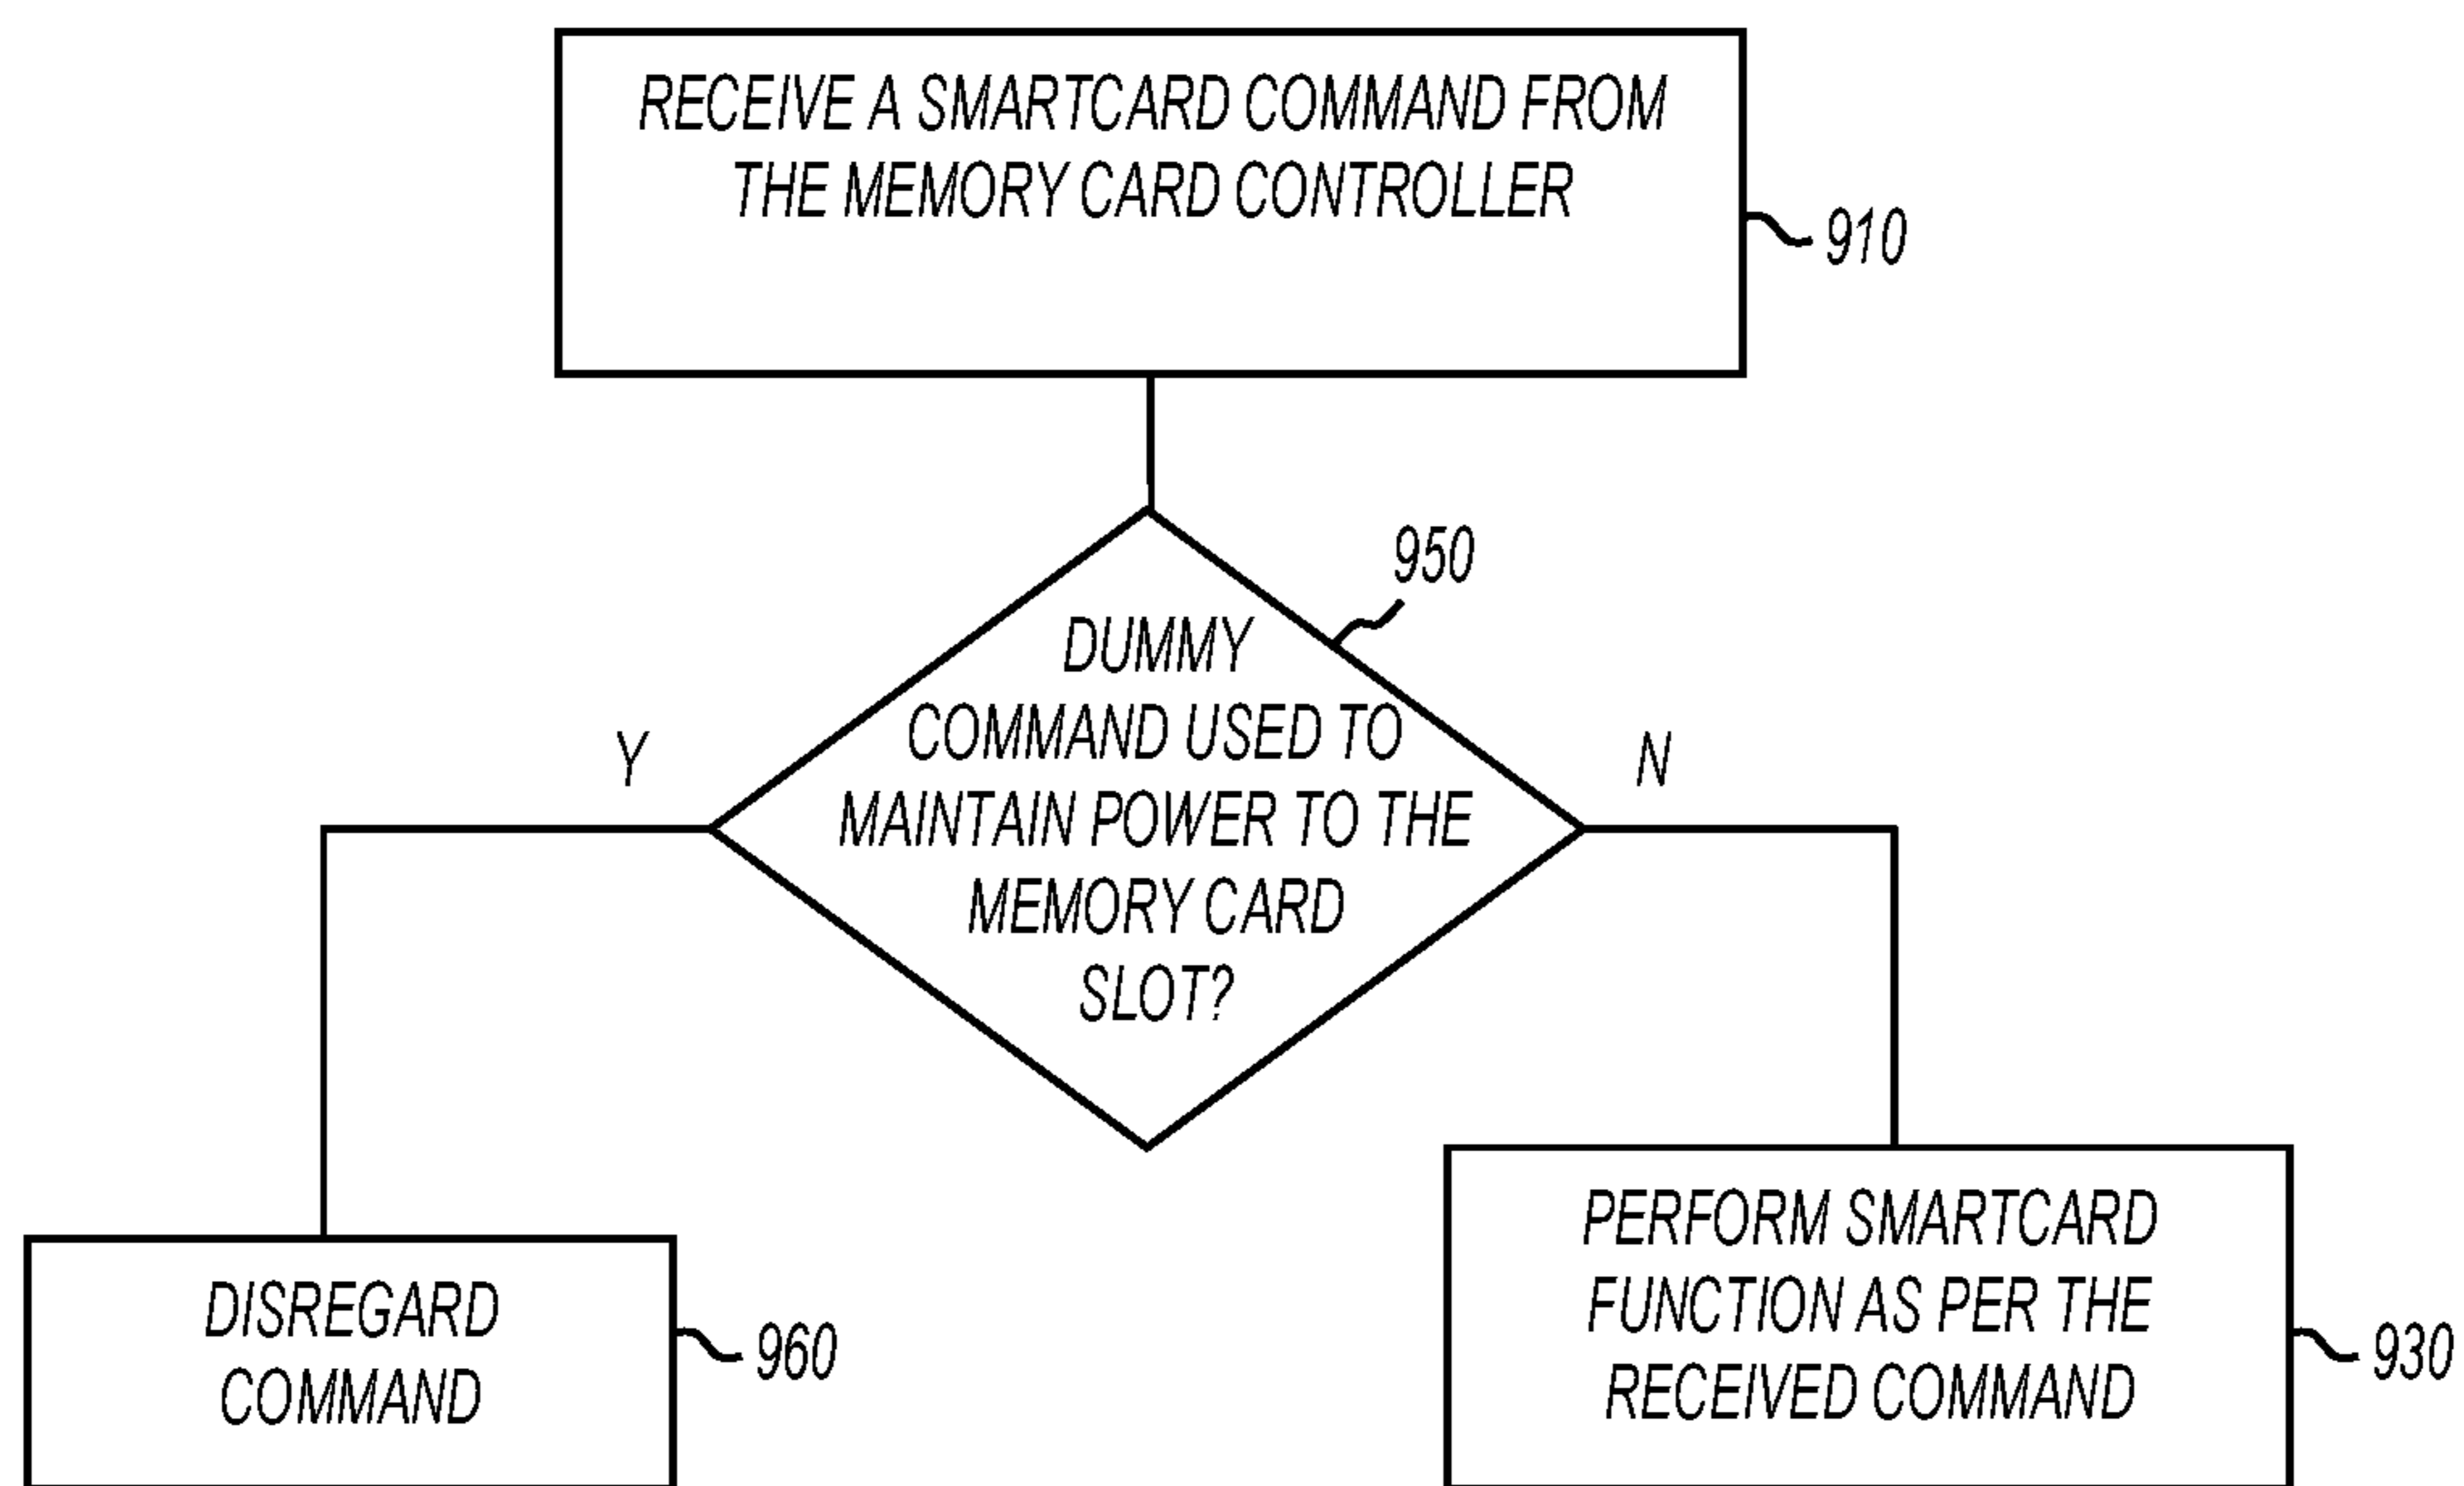 RECEIVE A SMARTCARD COMMAND FROM
THE MEMORY CARD CONTROLLER
910
950
DUMMY
COMMAND USED TO
MAINTAIN POWER TO THE
MEMORY CARD
SLOT?
Y
N
DISREGARD
COMMAND
960
PERFORM SMARTCARD
FUNCTION AS PER THE
RECEIVED COMMAND
930